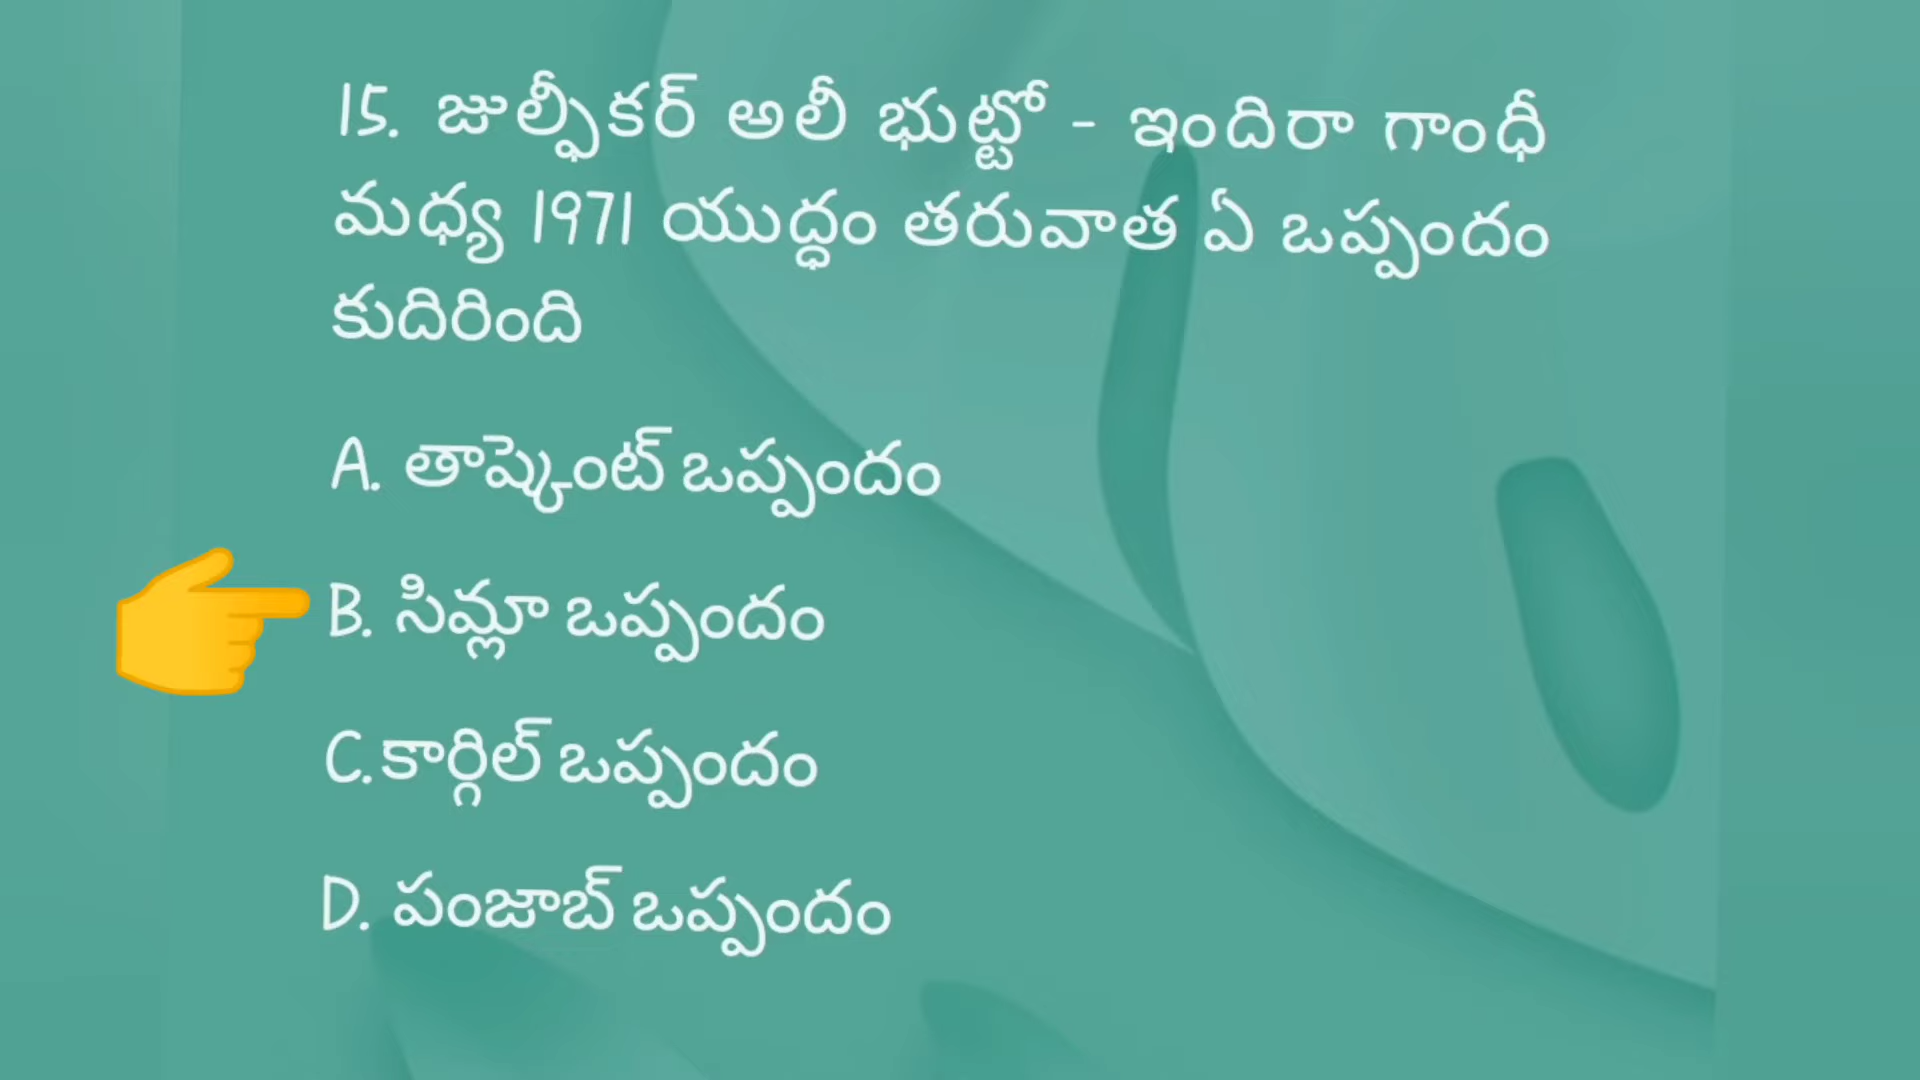 15. జుల్ఫీకర్ అలీ భుట్టో - ఇందిరా గాంధీ
మధ్య 1971 యుద్ధం తరువాత ఏ ఒప్పందం
కుదిరింది
A. తాష్కెంట్ ఒప్పందం
B. సిమ్లా ఒప్పందం
C.కార్గిల్ ఒప్పందం
D. పంజాబ్ ఒప్పందం